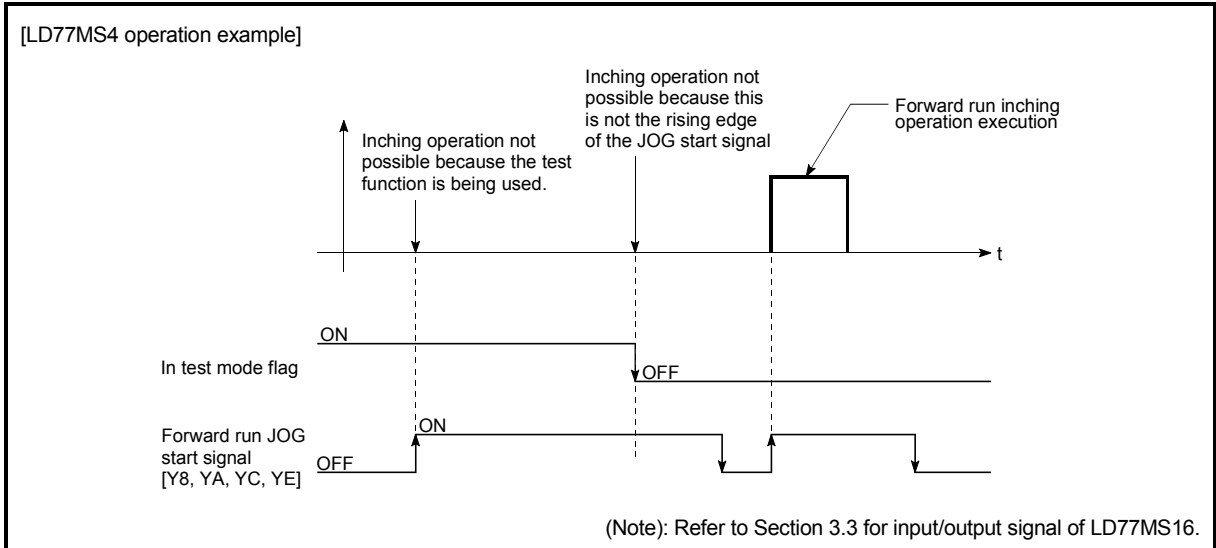 [LD77MS4 operation example]
Inching operation not
possible because this
is not the rising edge
of the JOG start signal
Forward run inching
operation execution
Inching operation not
possible because the test
function is being used.
t
ON
In test mode flag
OFF
ON
Forward run JOG
start signal
[Y8, YA, YC, YE]
OFF
(Note): Refer to Section 3.3 for input/output signal of LD77MS16.